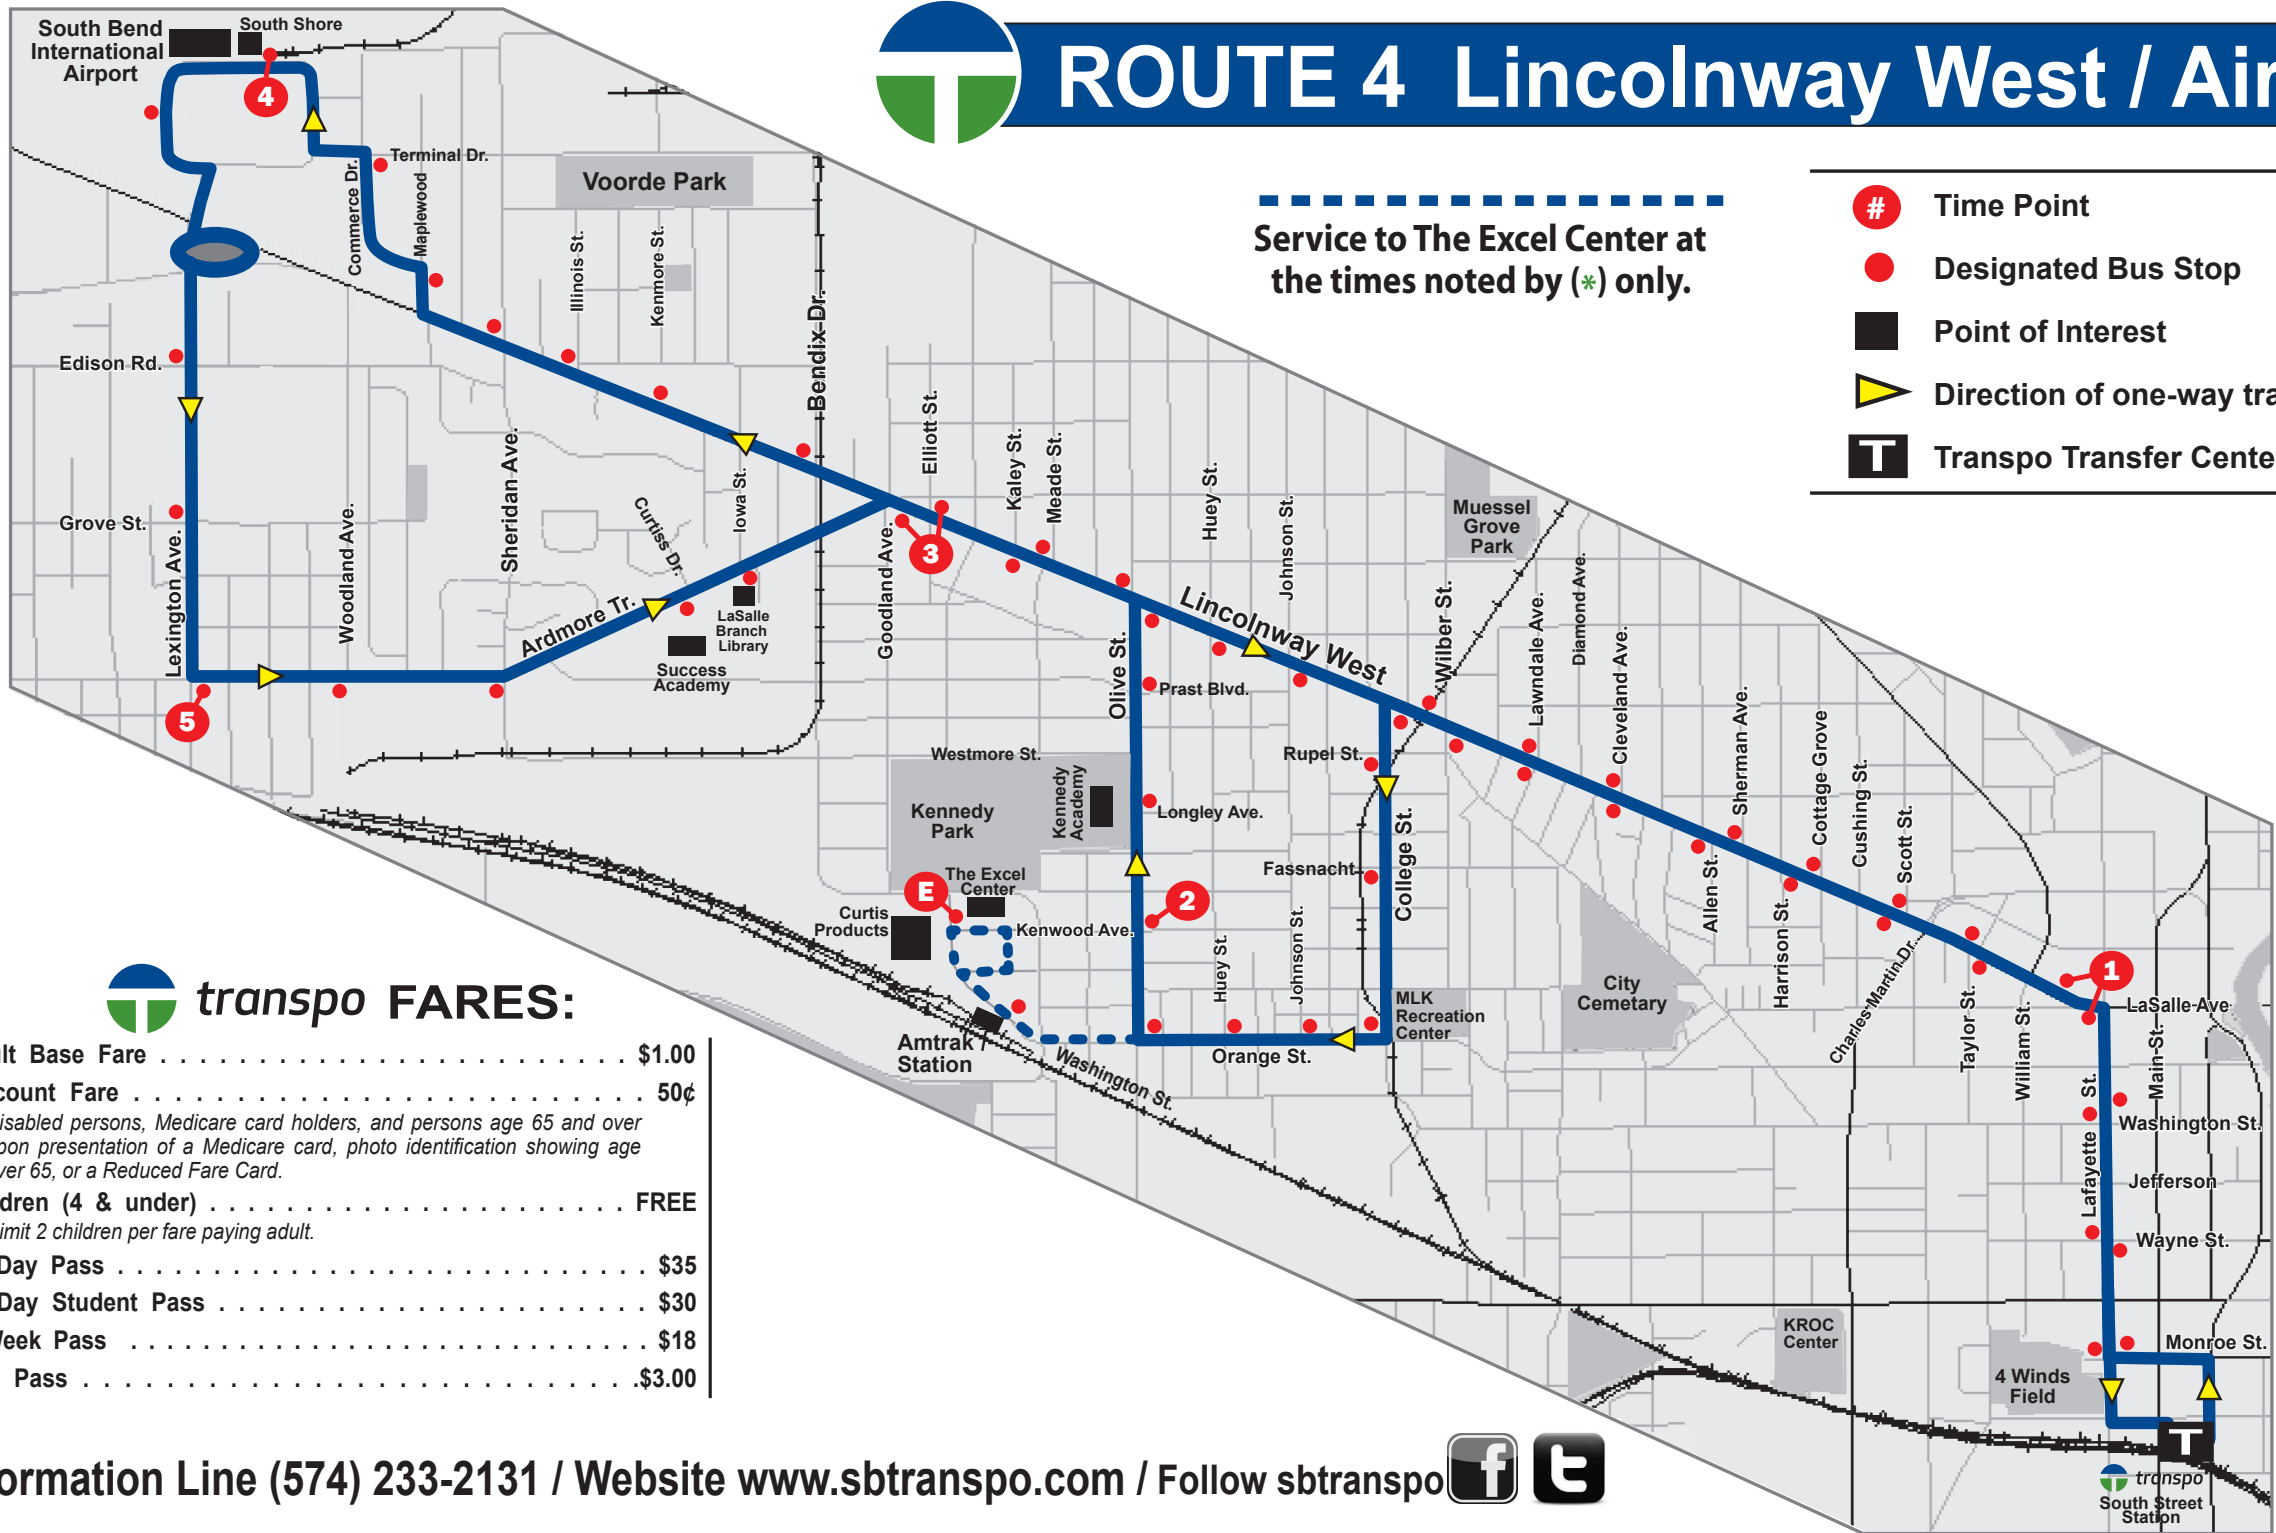 ROUTE 4 Lincolnway West / Air
Service to The Excel Center at
the times noted by (*) only.
# Time Point
Designated Bus Stop
Point of Interest
Direction of one-way tra
T Transpo Transfer Cente
South Bend
International
Airport
South Shore
4
Terminal Dr.
Commerce Dr.
Maplewood
Voorde Park
Illinois St.
Kenmore St.
Bendix Dr.
Edison Rd.
Grove St.
Lexington Ave.
Woodland Ave.
Sheridan Ave.
Curtiss Dr.
Iowa St.
Ardmore Tr.
LaSalle
Branch
Library
Success
Academy
5
Goodland Ave.
Elliott St.
3
Kaley St.
Meade St.
Huey St.
Johnson St.
Lincolnway West
Olive St.
Prast Blvd.
Westmore St.
Kennedy
Park
Kennedy
Academy
Longley Ave.
Rupel St.
Fassnacht
College St.
E
The Excel
Center
Curtis
Products
Kenwood Ave.
2
Huey St.
Johnson St.
MLK
Recreation
Center
Orange St.
Amtrak
Station
Washington St.
Muessel
Grove
Park
Wilber St.
Lawndale Ave.
Diamond Ave.
Cleveland Ave.
Sherman Ave.
Cottage Grove
Cushing St.
Scott St.
Allen St.
Harrison St.
City
Cemetary
Charles Martin Dr.
Taylor St.
William St.
1
LaSalle Ave
Main St.
Lafayette St.
Washington St.
Jefferson
Wayne St.
Monroe St.
KROC
Center
4 Winds
Field
T
transpo
South Street
Station
transpo FARES:
lt Base Fare $1.00
count Fare 50¢
isabled persons, Medicare card holders, and persons age 65 and over
pon presentation of a Medicare card, photo identification showing age
ver 65, or a Reduced Fare Card.
dren (4 & under) FREE
imit 2 children per fare paying adult.
Day Pass $35
Day Student Pass $30
Week Pass $18
Pass $3.00
ormation Line (574) 233-2131 / Website www.sbtranspo.com / Follow sbtranspo f t